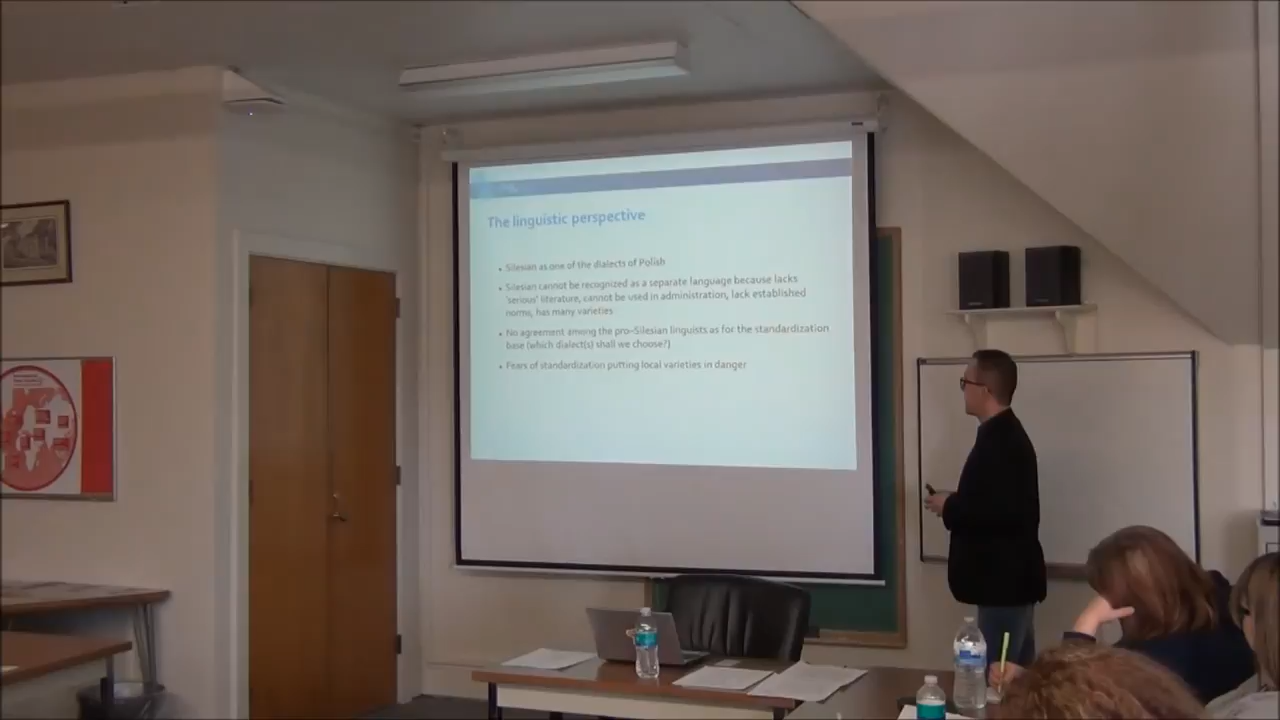 The linguistic perspective
• Silesian as one of the dialects of Polish
• Silesian cannot be recognized as a separate language because lacks
'serious' literature, cannot be used in administration, lack established
norms, has many varieties
• No agreement among the pro-Silesian linguists as for the standardization
base (which dialect(s) shall we choose?)
• Fears of standardization putting local varieties in danger